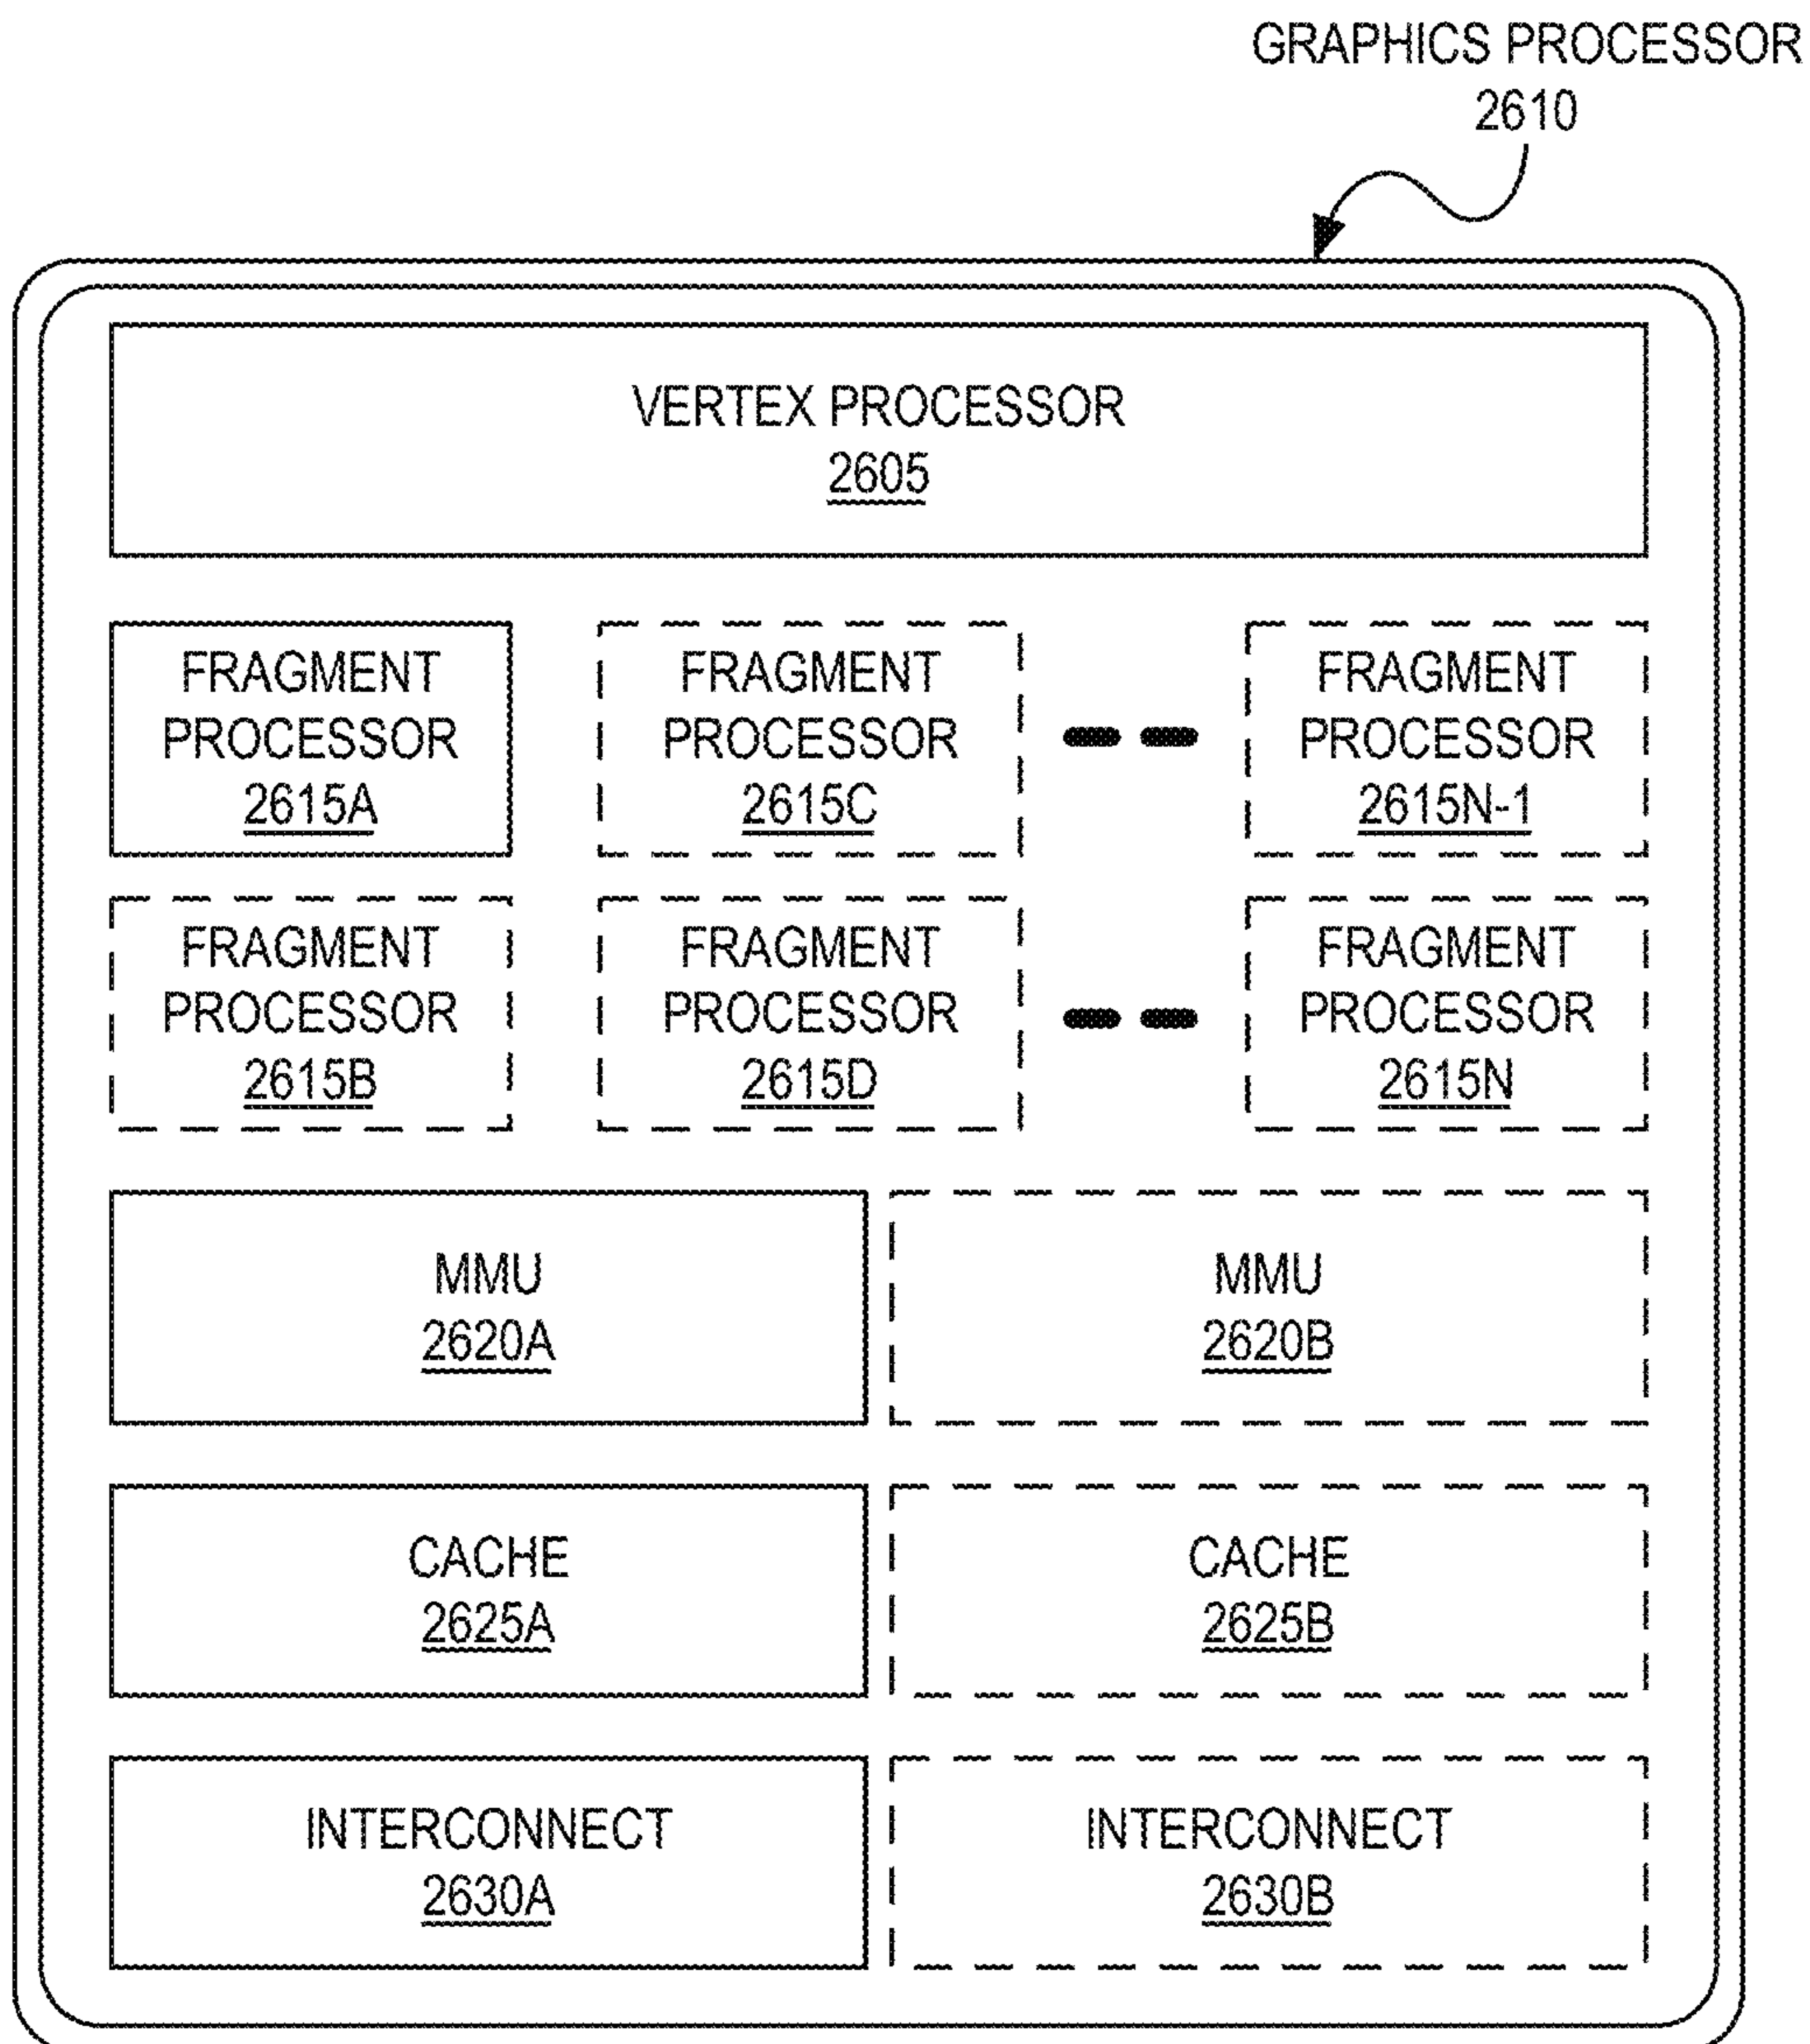 GRAPHICS PROCESSOR
2610
VERTEX PROCESSOR
2605
FRAGMENT
PROCESSOR
2615A
FRAGMENT
PROCESSOR
2615C
FRAGMENT
PROCESSOR
2615N-1
FRAGMENT
PROCESSOR
2615B
FRAGMENT
PROCESSOR
2615D
FRAGMENT
PROCESSOR
2615N
MMU
2620A
MMU
2620B
CACHE
2625A
CACHE
2625B
INTERCONNECT
2630A
INTERCONNECT
2630B